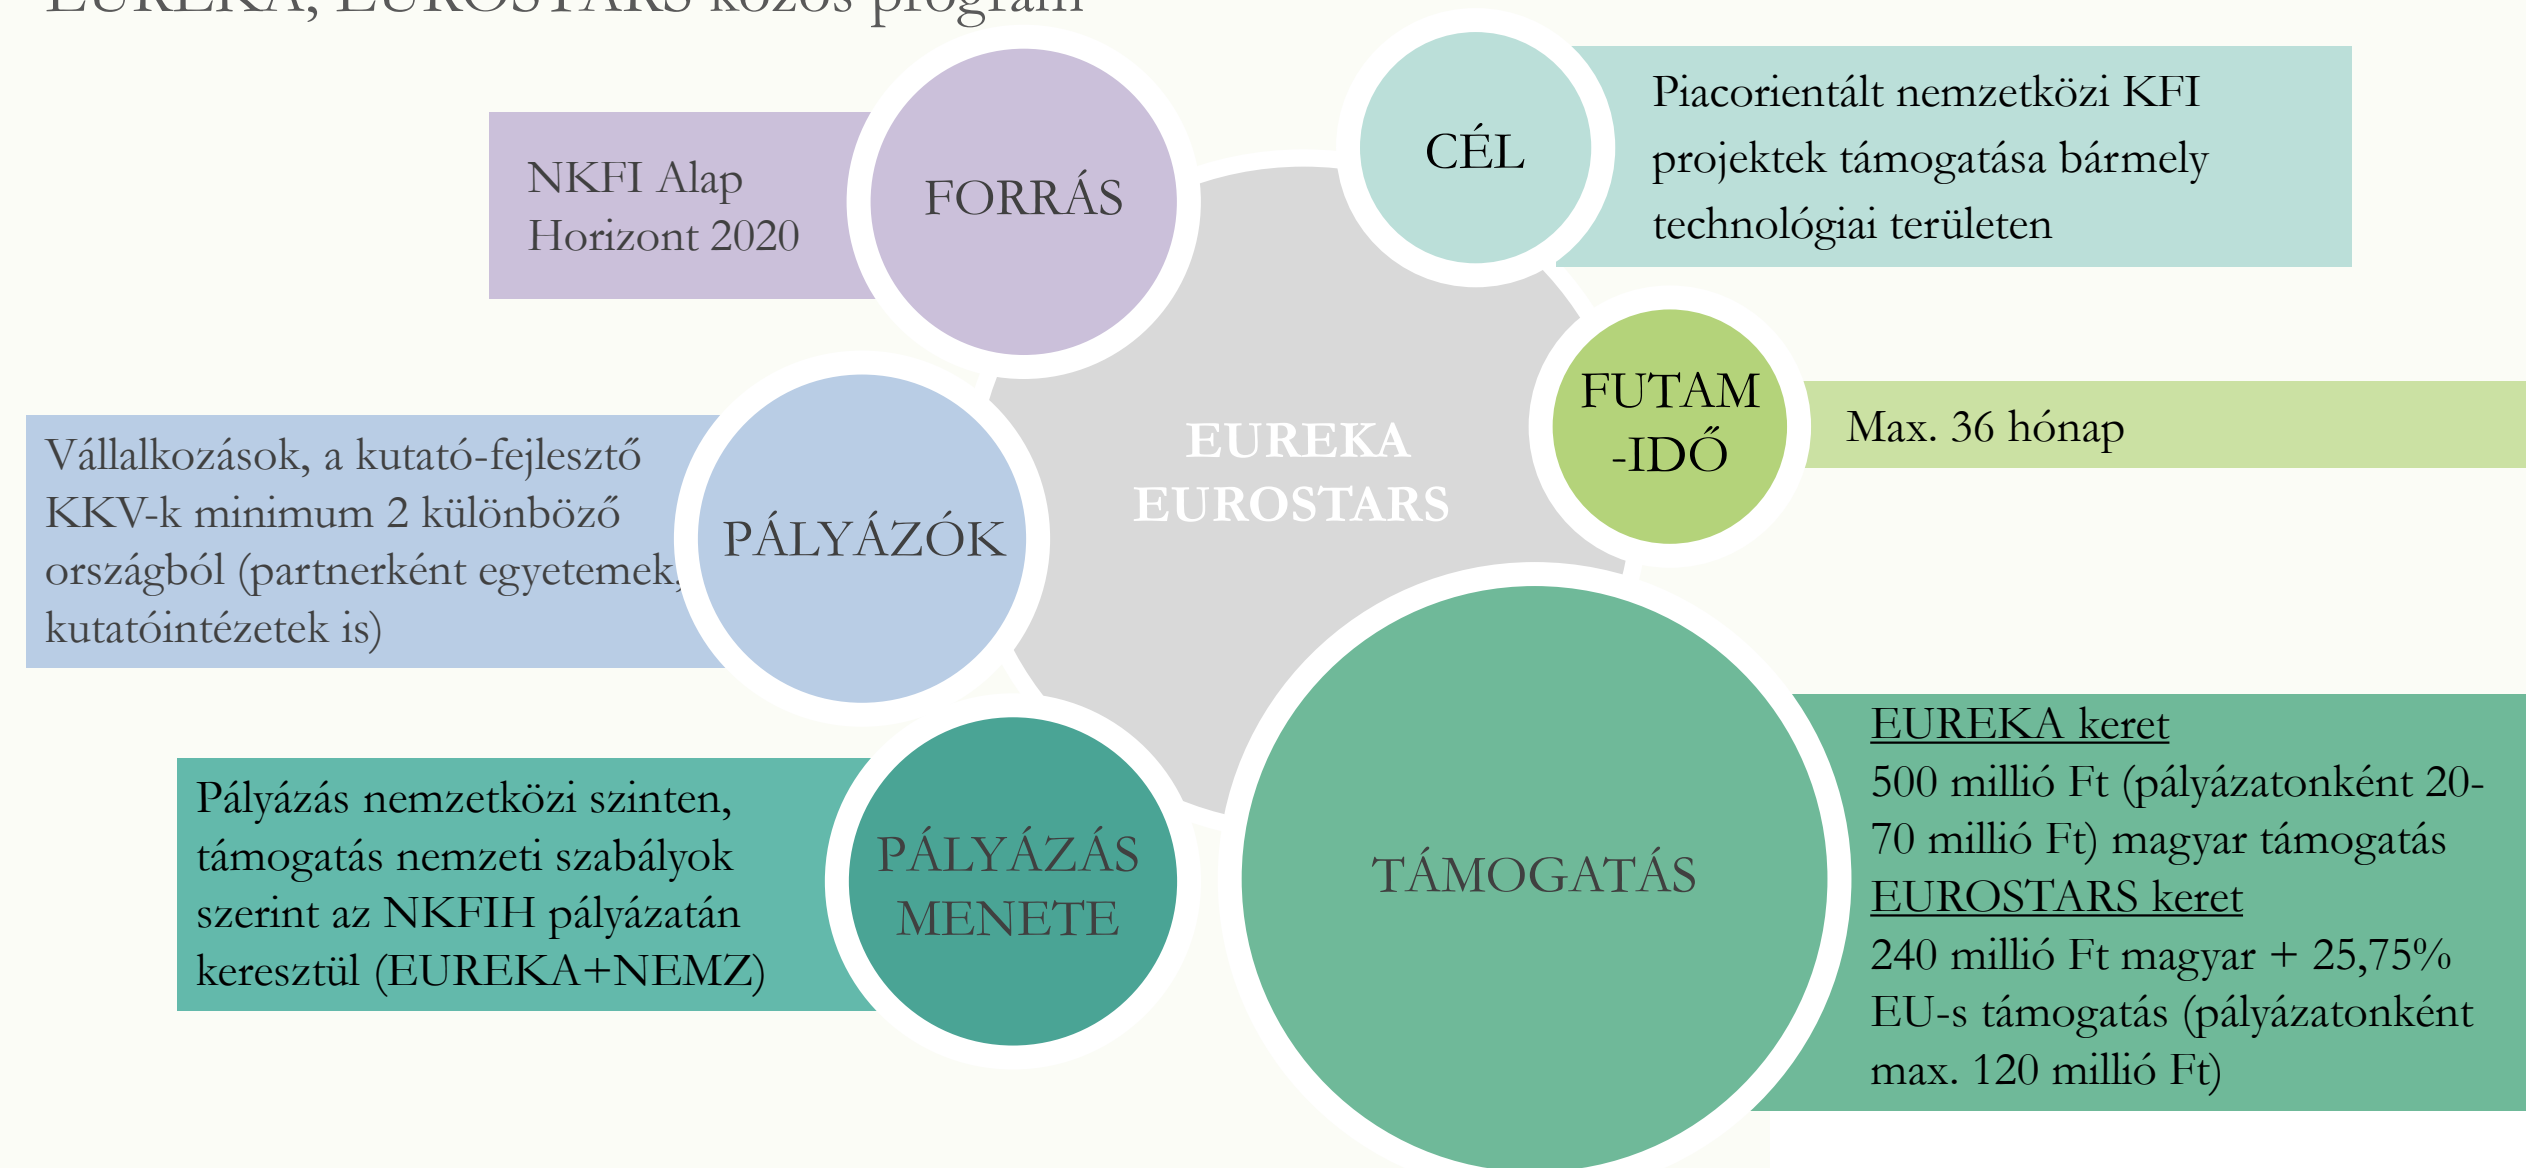 EUREKA, EUROSTARS közös program
CÉL
Piacorientált nemzetközi KFI
projektek támogatása bármely
technológiai területen
FORRÁS
NKFI Alap
Horizont 2020
FUTAM
-IDŐ
Max. 36 hónap
EUREKA
EUROSTARS
PÁLYÁZÓK
Vállalkozások, a kutató-fejlesztő
KKV-k minimum 2 különböző
országból (partnerként egyetemek,
kutatóintézetek is)
PÁLYÁZÁS
MENETE
Pályázás nemzetközi szinten,
támogatás nemzeti szabályok
szerint az NKFIH pályázatán
keresztül (EUREKA+NEMZ)
TÁMOGATÁS
EUREKA keret
500 millió Ft (pályázatonként 20-
70 millió Ft) magyar támogatás
EUROSTARS keret
240 millió Ft magyar + 25,75%
EU-s támogatás (pályázatonként
max. 120 millió Ft)